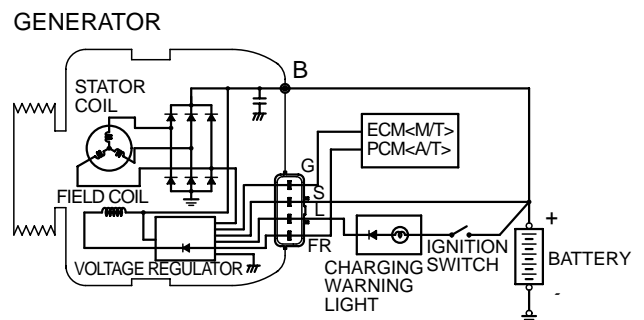 GENERATOR
B
STATOR
COIL
ECM<M/T>
PCM<A/T>
G
S
L
FR
FIELD COIL
VOLTAGE REGULATOR
CHARGING
WARNING
LIGHT
IGNITION
SWITCH
+
BATTERY
-